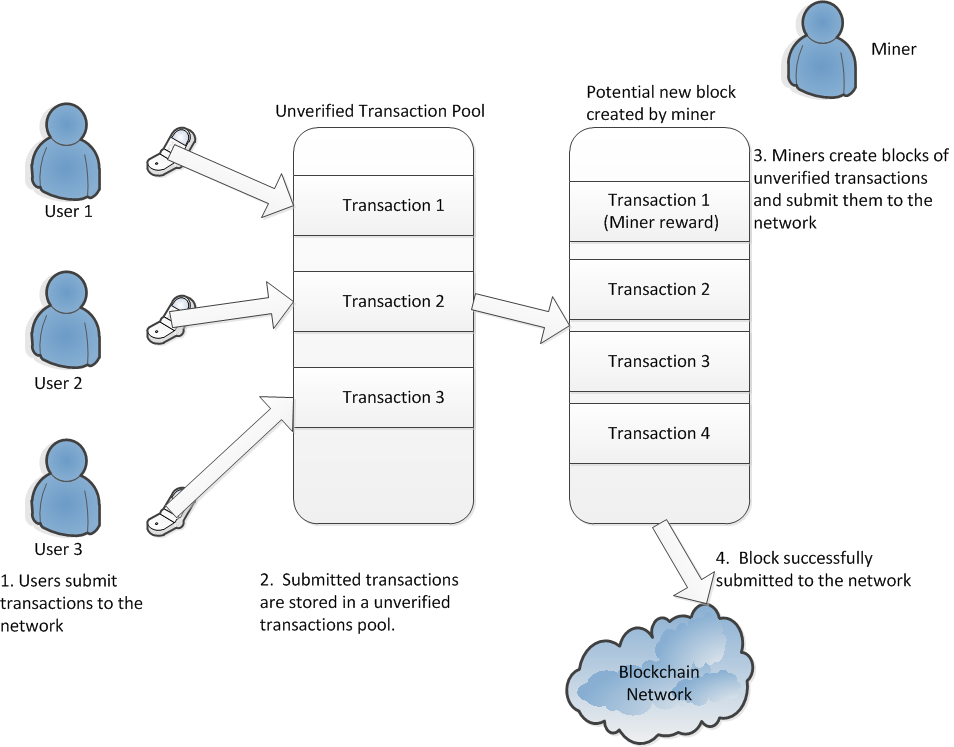 Miner
Unverified Transaction Pool
Potential new block
created by miner
User 1
Transaction 1
Transaction 1
(Miner reward)
3. Miners create blocks of
unverified transactions
and submit them to the
network
User 2
Transaction 2
Transaction 2
Transaction 3
Transaction 3
Transaction 4
User 3
1. Users submit
transactions to the
network
2.  Submitted transactions
are stored in a unverified
transactions pool.
4.  Block successfully
submitted to the network
Blockchain
Network